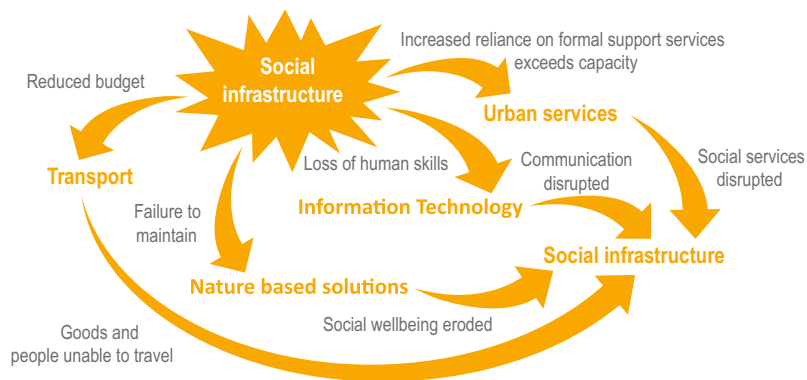 Increased reliance on formal support services
exceeds capacity
Social
infrastructure
Reduced budget
Urban services
Transport
Loss of human skills
Communication
disrupted
Social services
disrupted
Failure to
maintain
Information Technology
Social infrastructure
Nature based solutions
Social wellbeing eroded
Goods and
people unable to travel